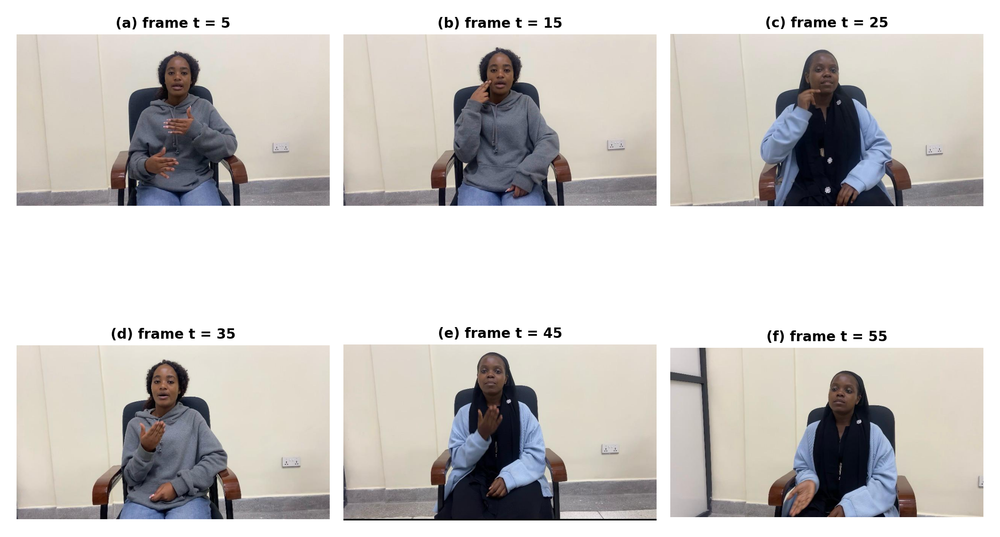 (a) frame t = 5
(b) frame t = 15
(c) frame t = 25
(d) frame t = 35
(e) frame t = 45
(f) frame t = 55